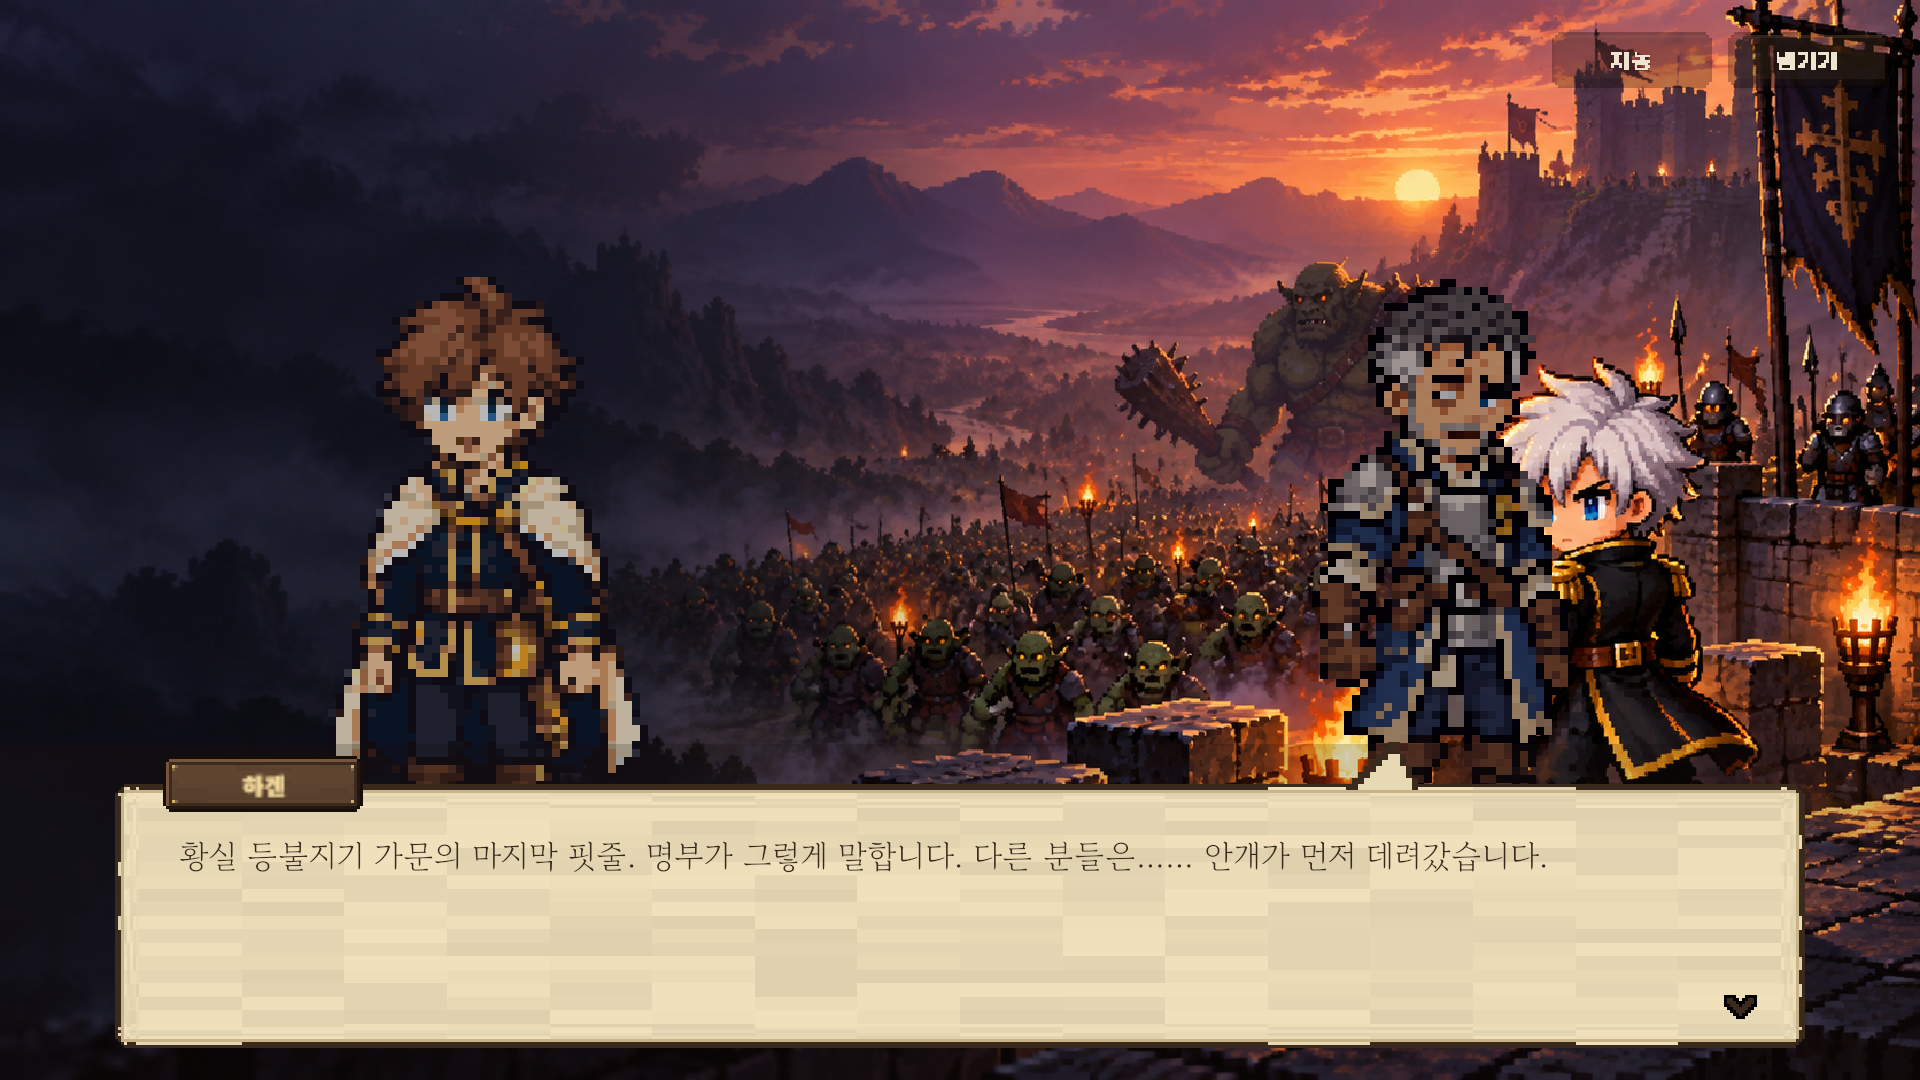 자동
넘기기
하겐
황실 등불지기 가문의 마지막 핏줄. 명부가 그렇게 말합니다. 다른 분들은…… 안개가 먼저 데려갔습니다.